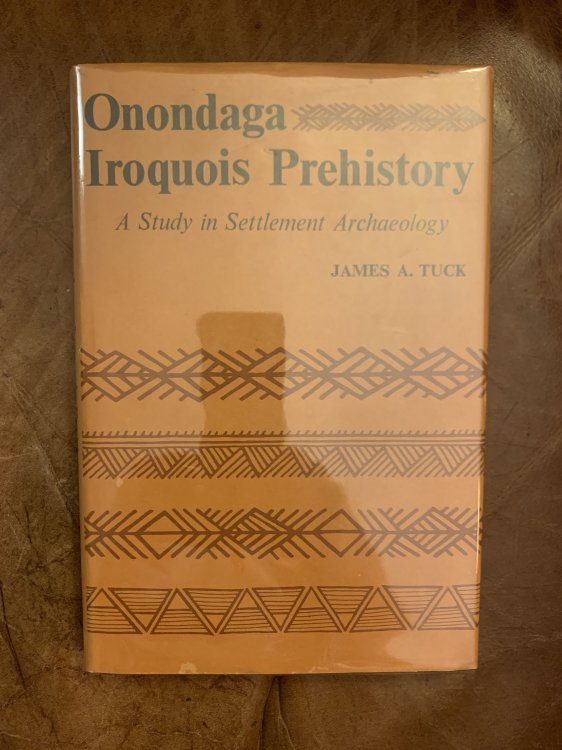 Onondaga
Iroquois Prehistory
A Study in Settlement Archaeology
JAMES A. TUCK